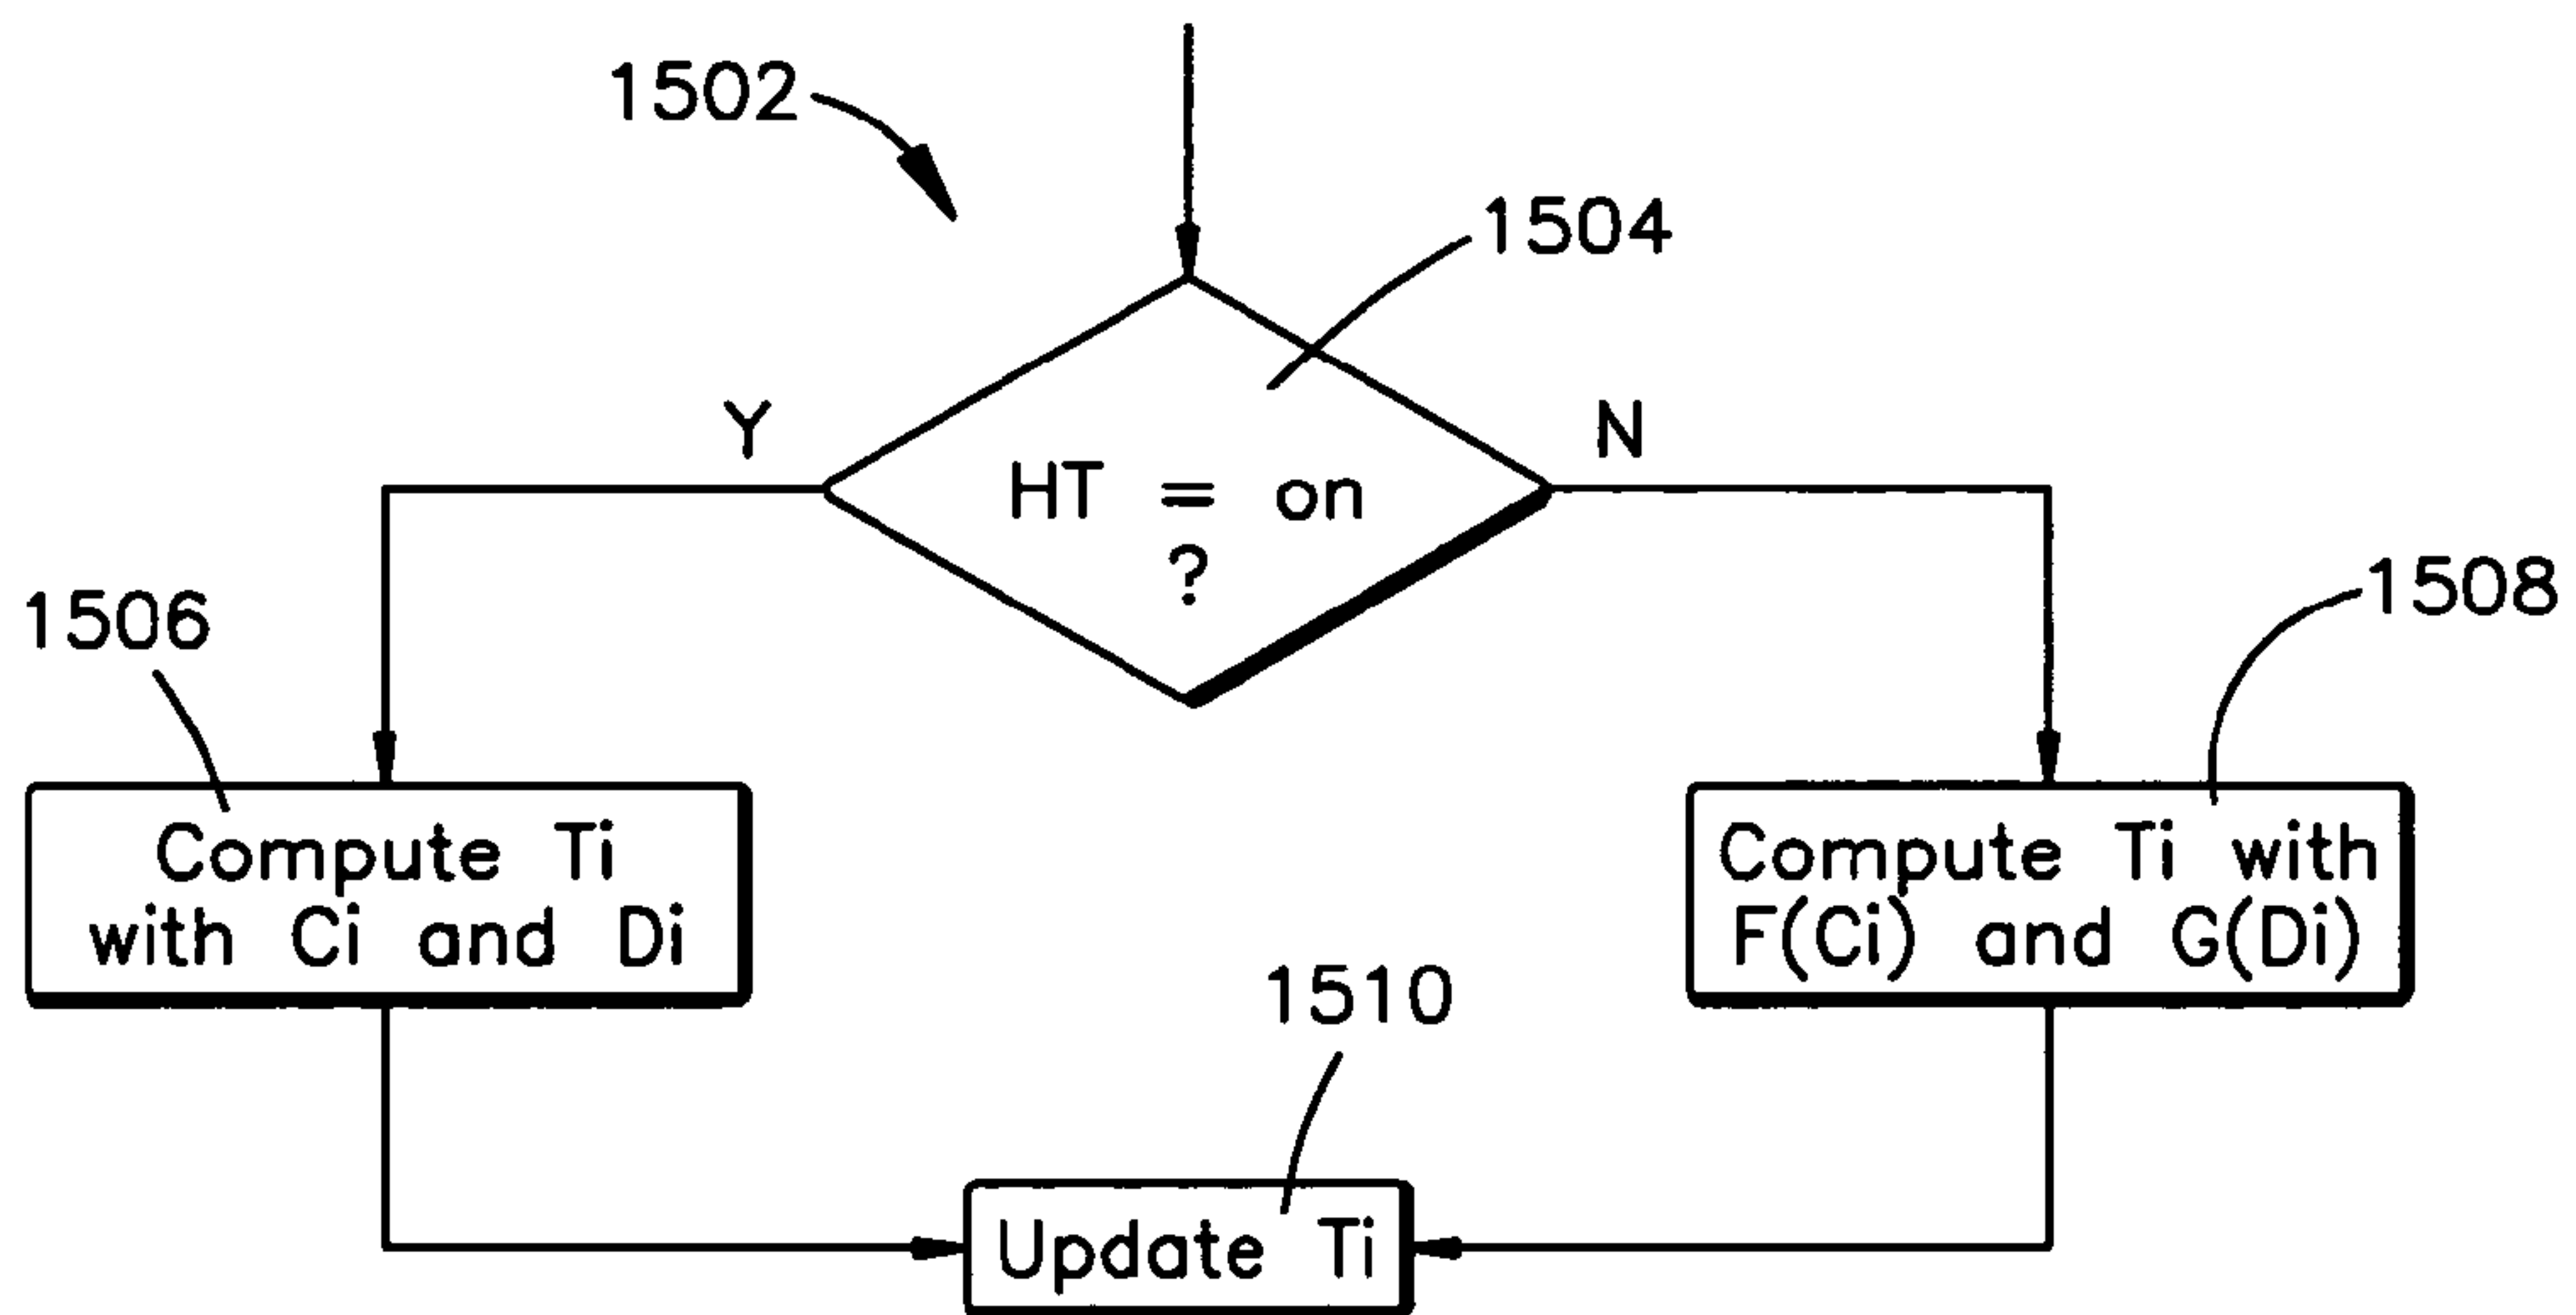 1502
1504
Y
N
HT = on
?
1506
1508
Compute Ti
with Ci and Di
Compute Ti with
F(Ci) and G(Di)
1510
Update Ti